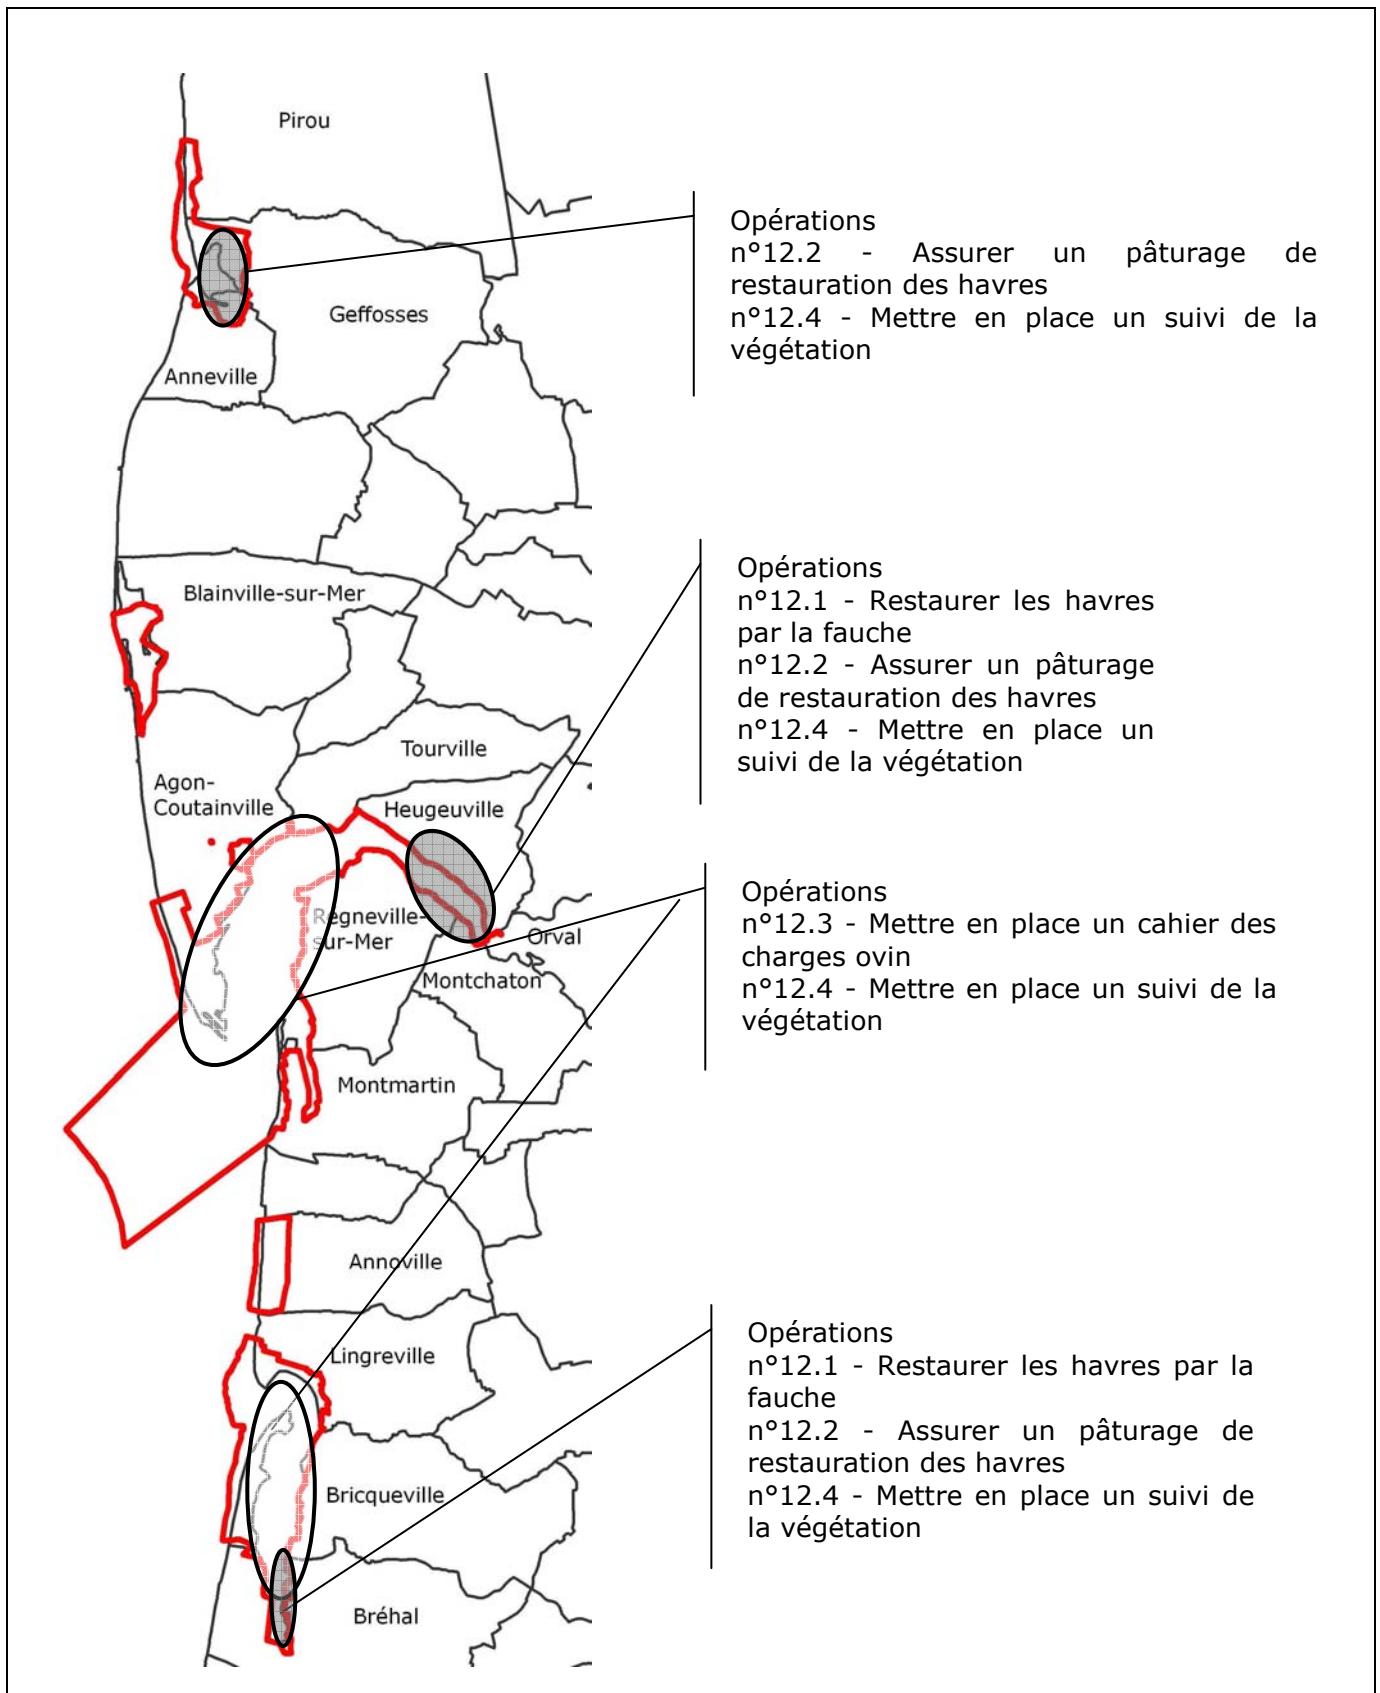 Pirou
Opérations
n°12.2 - Assurer un pâturage de
restauration des havres
n°12.4 - Mettre en place un suivi de la
végétation
Geffosses
Anneville
Opérations
n°12.1 - Restaurer les havres
par la fauche
n°12.2 - Assurer un pâturage
de restauration des havres
n°12.4 - Mettre en place un
suivi de la végétation
Blainville-sur-Mer
Tourville
Agon-
Coutainville
Heugeuville
Opérations
n°12.3 - Mettre en place un cahier des
charges ovin
n°12.4 - Mettre en place un suivi de la
végétation
Regneville-
sur-Mer
Orval
Montchaton
Montmartin
Annoville
Opérations
n°12.1 - Restaurer les havres par la
fauche
n°12.2 - Assurer un pâturage de
restauration des havres
n°12.4 - Mettre en place un suivi de
la végétation
Lingreville
Bricqueville
Bréhal